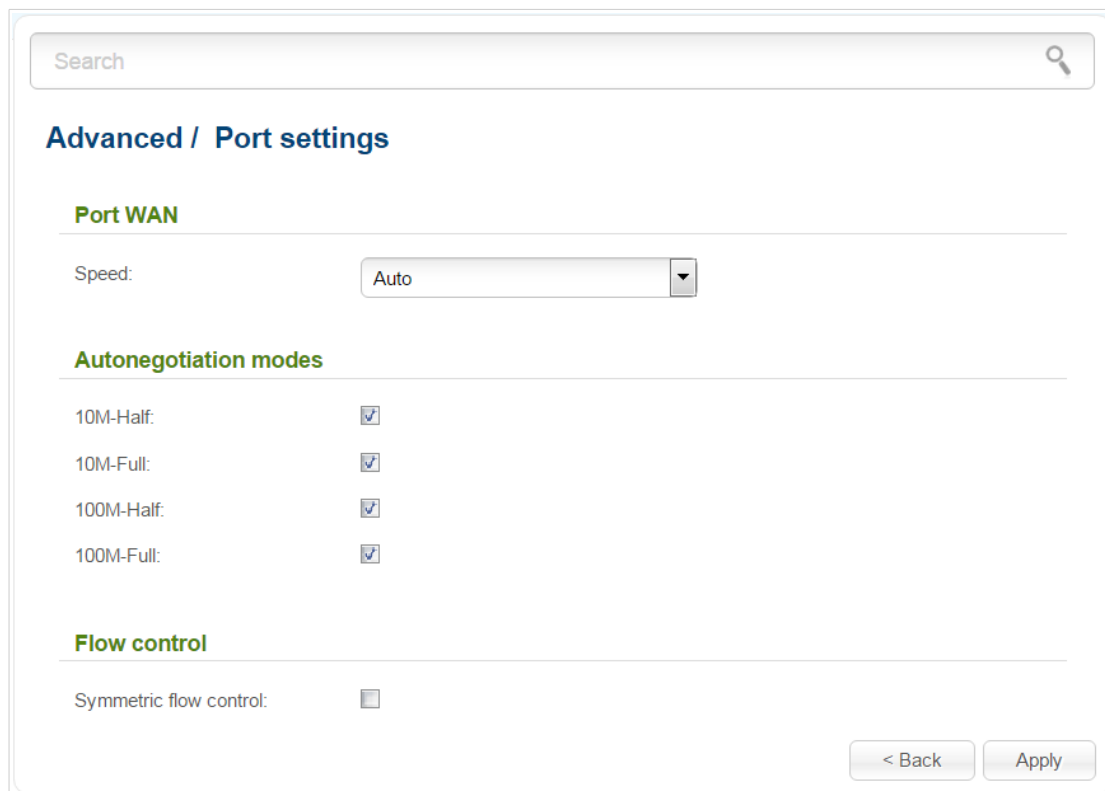 Search
Advanced / Port settings
Port WAN
Speed: Auto
Autonegotiation modes
10M-Half:
10M-Full:
100M-Half:
100M-Full:
Flow control
Symmetric flow control:
< Back Apply